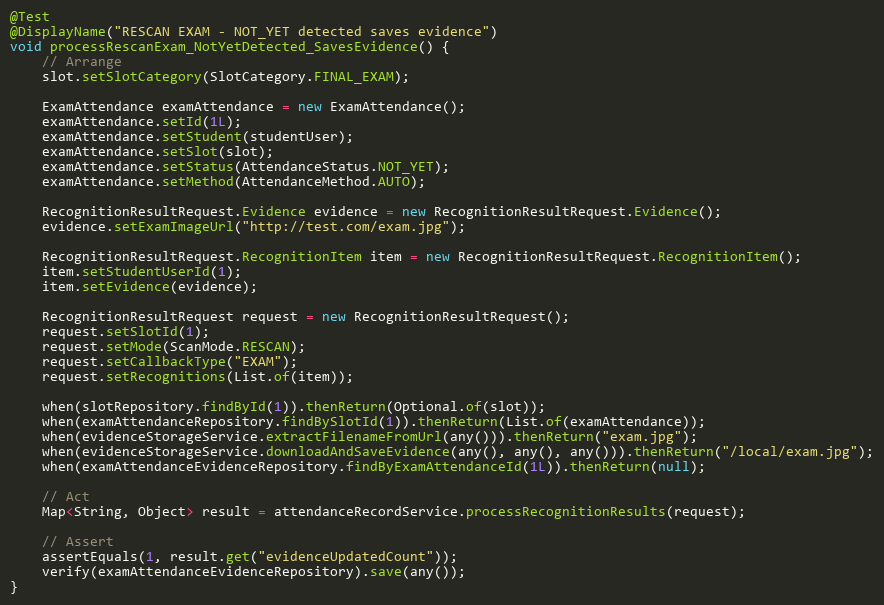 @Test
@DisplayName("RESCAN EXAM - NOT_YET detected saves evidence")
void processRescanExam_NotYetDetected_SavesEvidence() {
    // Arrange
    slot.setSlotCategory(SlotCategory.FINAL_EXAM);

    ExamAttendance examAttendance = new ExamAttendance();
    examAttendance.setId(1L);
    examAttendance.setStudent(studentUser);
    examAttendance.setSlot(slot);
    examAttendance.setStatus(AttendanceStatus.NOT_YET);
    examAttendance.setMethod(AttendanceMethod.AUTO);

    RecognitionResultRequest.Evidence evidence = new RecognitionResultRequest.Evidence();
    evidence.setExamImageUrl("http://test.com/exam.jpg");

    RecognitionResultRequest.RecognitionItem item = new RecognitionResultRequest.RecognitionItem();
    item.setStudentUserId(1);
    item.setEvidence(evidence);

    RecognitionResultRequest request = new RecognitionResultRequest();
    request.setSlotId(1);
    request.setMode(ScanMode.RESCAN);
    request.setCallbackType("EXAM");
    request.setRecognitions(List.of(item));

    when(slotRepository.findById(1)).thenReturn(Optional.of(slot));
    when(examAttendanceRepository.findBySlotId(1)).thenReturn(List.of(examAttendance));
    when(evidenceStorageService.extractFilenameFromUrl(any())).thenReturn("exam.jpg");
    when(evidenceStorageService.downloadAndSaveEvidence(any(), any(), any())).thenReturn("/local/exam.jpg");
    when(examAttendanceEvidenceRepository.findByExamAttendanceId(1L)).thenReturn(null);

    // Act
    Map<String, Object> result = attendanceRecordService.processRecognitionResults(request);

    // Assert
    assertEquals(1, result.get("evidenceUpdatedCount"));
    verify(examAttendanceEvidenceRepository).save(any());
}